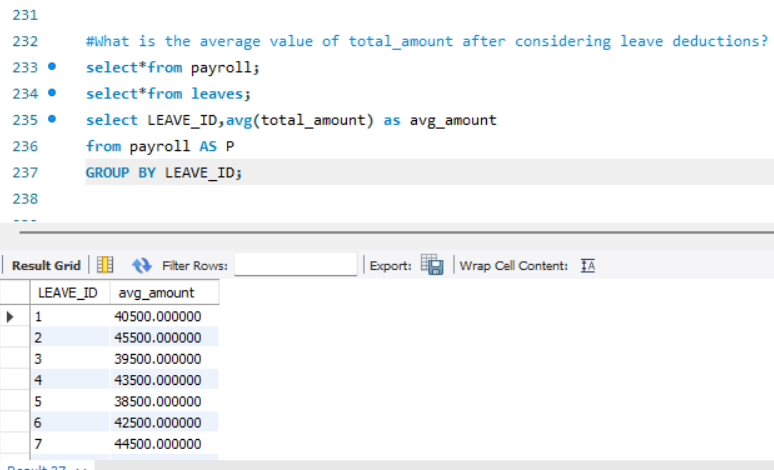 231
232 #What is the average value of total_amount after considering leave deductions?
233 select*from payroll;
234 select*from leaves;
235 select LEAVE_ID,avg(total_amount) as avg_amount
236 from payroll AS P
237 GROUP BY LEAVE_ID;
238
Result Grid Filter Rows: Export: Wrap Cell Content: IA
LEAVE_ID avg_amount
1 40500.000000
2 45500.000000
3 39500.000000
4 43500.000000
5 38500.000000
6 42500.000000
7 44500.000000